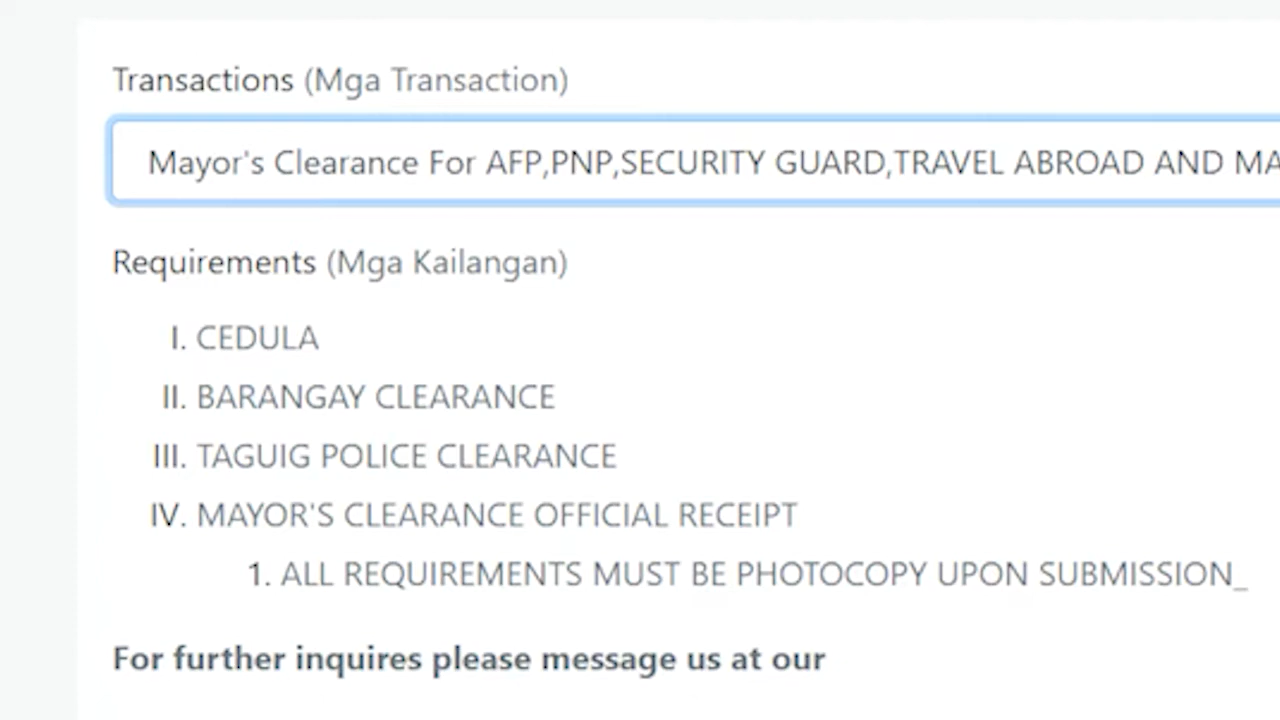 Transactions (Mga Transaction)
Mayor's Clearance For AFP,PNP,SECURITY GUARD,TRAVEL ABROAD AND
Requirements (Mga Kailangan)
I. CEDULA
II. BARANGAY CLEARANCE
III. TAGUIG POLICE CLEARANCE
IV. MAYOR'S CLEARANCE OFFICIAL RECEIPT
1. ALL REQUIREMENTS MUST BE PHOTOCOPY UPON SUBMISSION_
For further inquires please message us at our